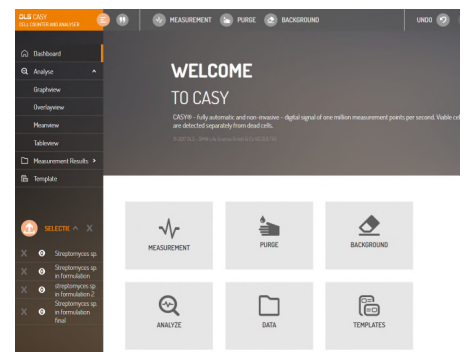 OLS CASY
CELL COUNTER AND ANALYSER
MEASUREMENT
PURGE
BACKGROUND
UNDO
Dashboard
Analyse
Graphview
Overlayview
Meanview
Tableview
Measurement Results
Template
SELECTIC
X
X Streptomyces sp.
X Streptomyces sp.
in formulation
X streptomyces sp
in formulation 2
X Streptomyces sp.
in formulation
final
WELCOME
TO CASY
CASY® - fully automatic and non-invasive - digital signal of one million measurement points per second. Viable cel
are detected separately from dead cells.
MEASUREMENT
PURGE
BACKGROUND
ANALYZE
DATA
TEMPLATES